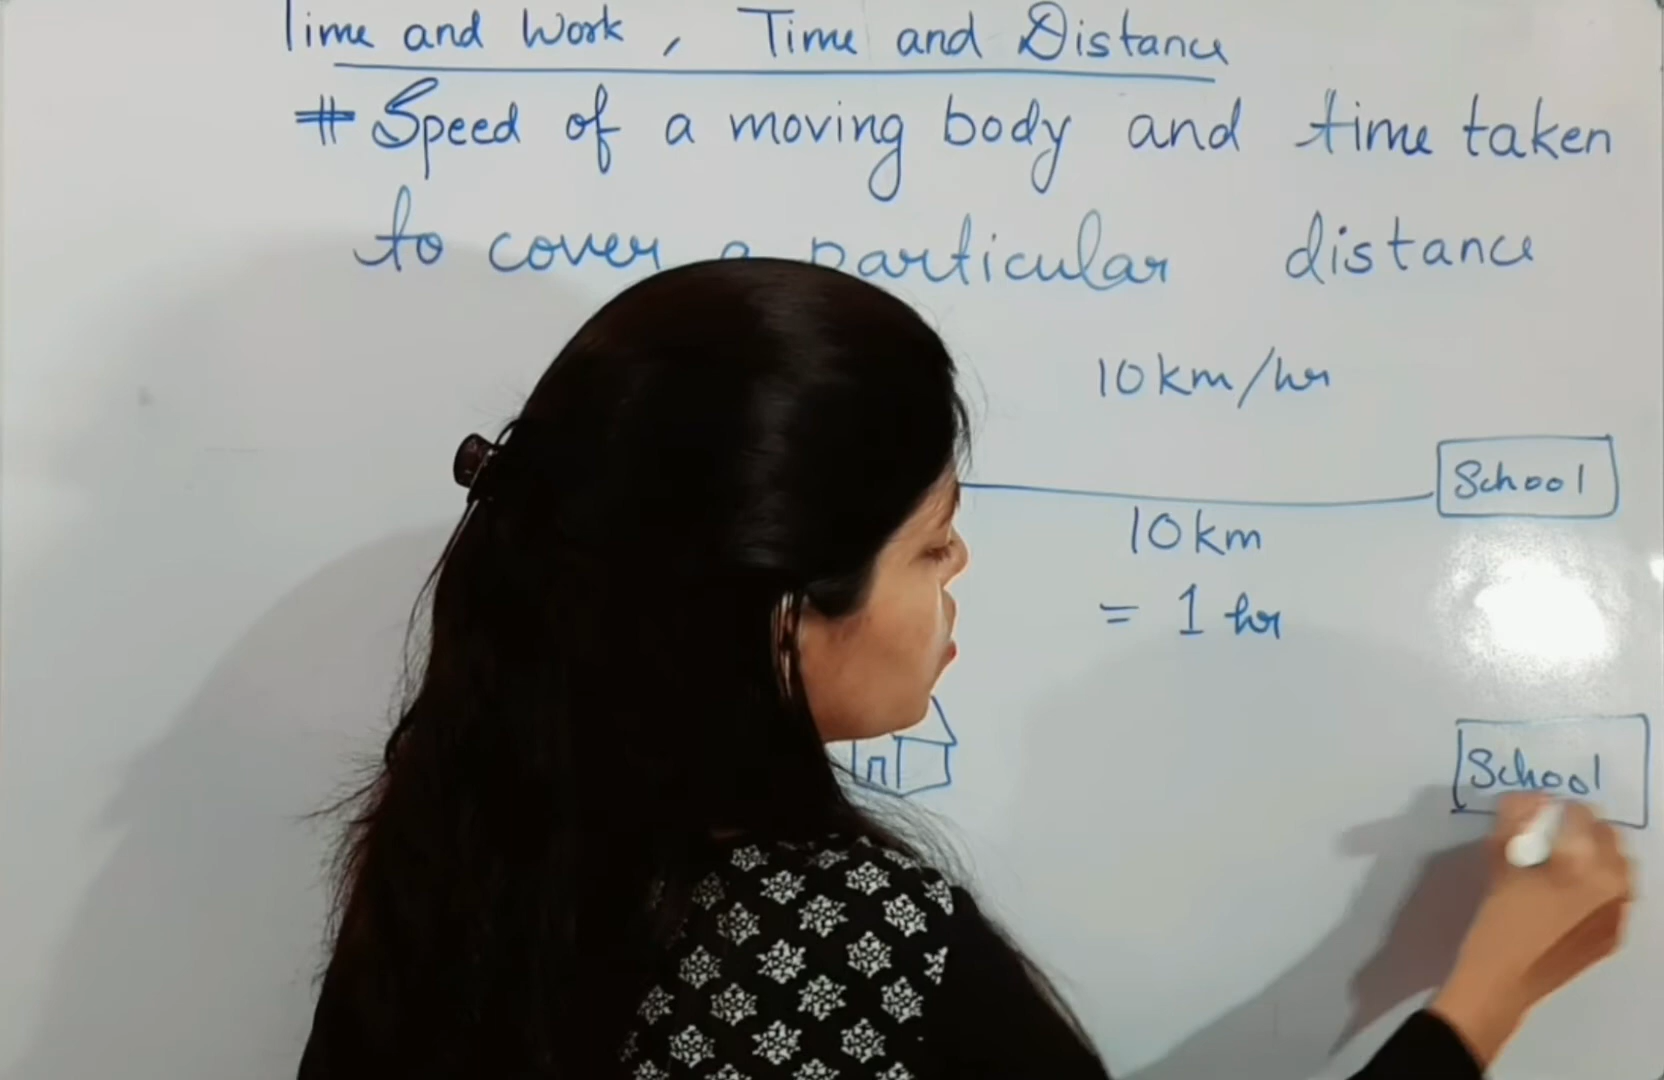 Time and Work, Time and Distance
# Speed of a moving body and time taken
to cover a particular distance
10 km/hr
School
10 km
= 1 hr
School